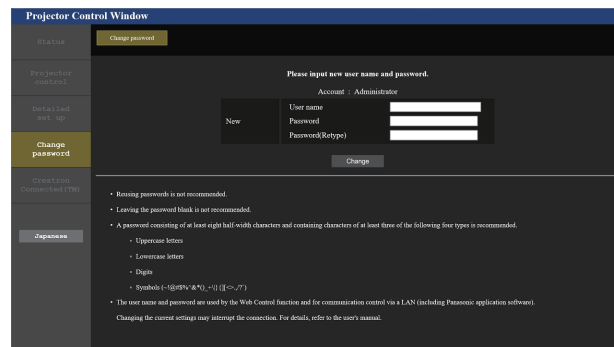 Projector Control Window
Status
Change password
Projector
control
Detailed
set up
Change
password
Crestron
Connected(TM)
Japanese
Please input new user name and password.
Account : Administrator
New
User name
Password
Password(Retype)
Change
• Reusing passwords is not recommended.
• Leaving the password blank is not recommended.
• A password consisting of at least eight half-width characters and containing characters of at least three of the following four types is recommended.
• Uppercase letters
• Lowercase letters
• Digits
• Symbols
• The user name and password are used by the Web Control function and for communication control via a LAN (including Panasonic application software).
Changing the current settings may interrupt the connection. For details, refer to the user's manual.